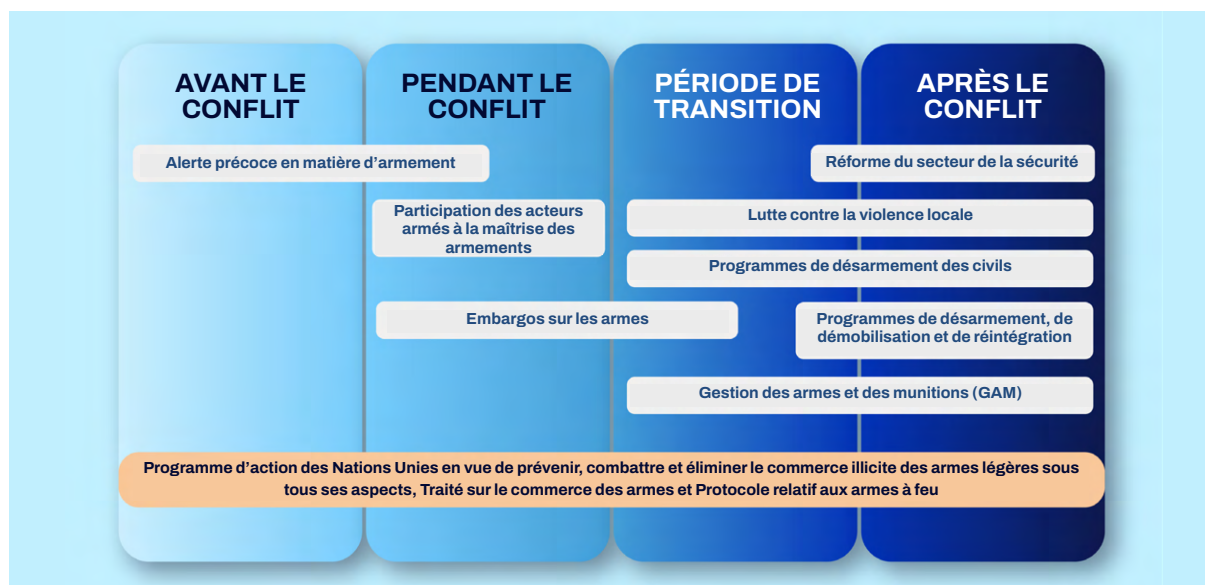 AVANT LE
CONFLIT
PENDANT LE
CONFLIT
PÉRIODE DE
TRANSITION
APRÈS LE
CONFLIT
Alerte précoce en matière d'armement
Réforme du secteur de la sécurité
Participation des acteurs
armés à la maîtrise des
armements
Lutte contre la violence locale
Programmes de désarmement des civils
Embargos sur les armes
Programmes de désarmement, de
démobilisation et de réintégration
Gestion des armes et des munitions (GAM)
Programme d'action des Nations Unies en vue de prévenir, combattre et éliminer le commerce illicite des armes légères sous
tous ses aspects, Traité sur le commerce des armes et Protocole relatif aux armes à feu